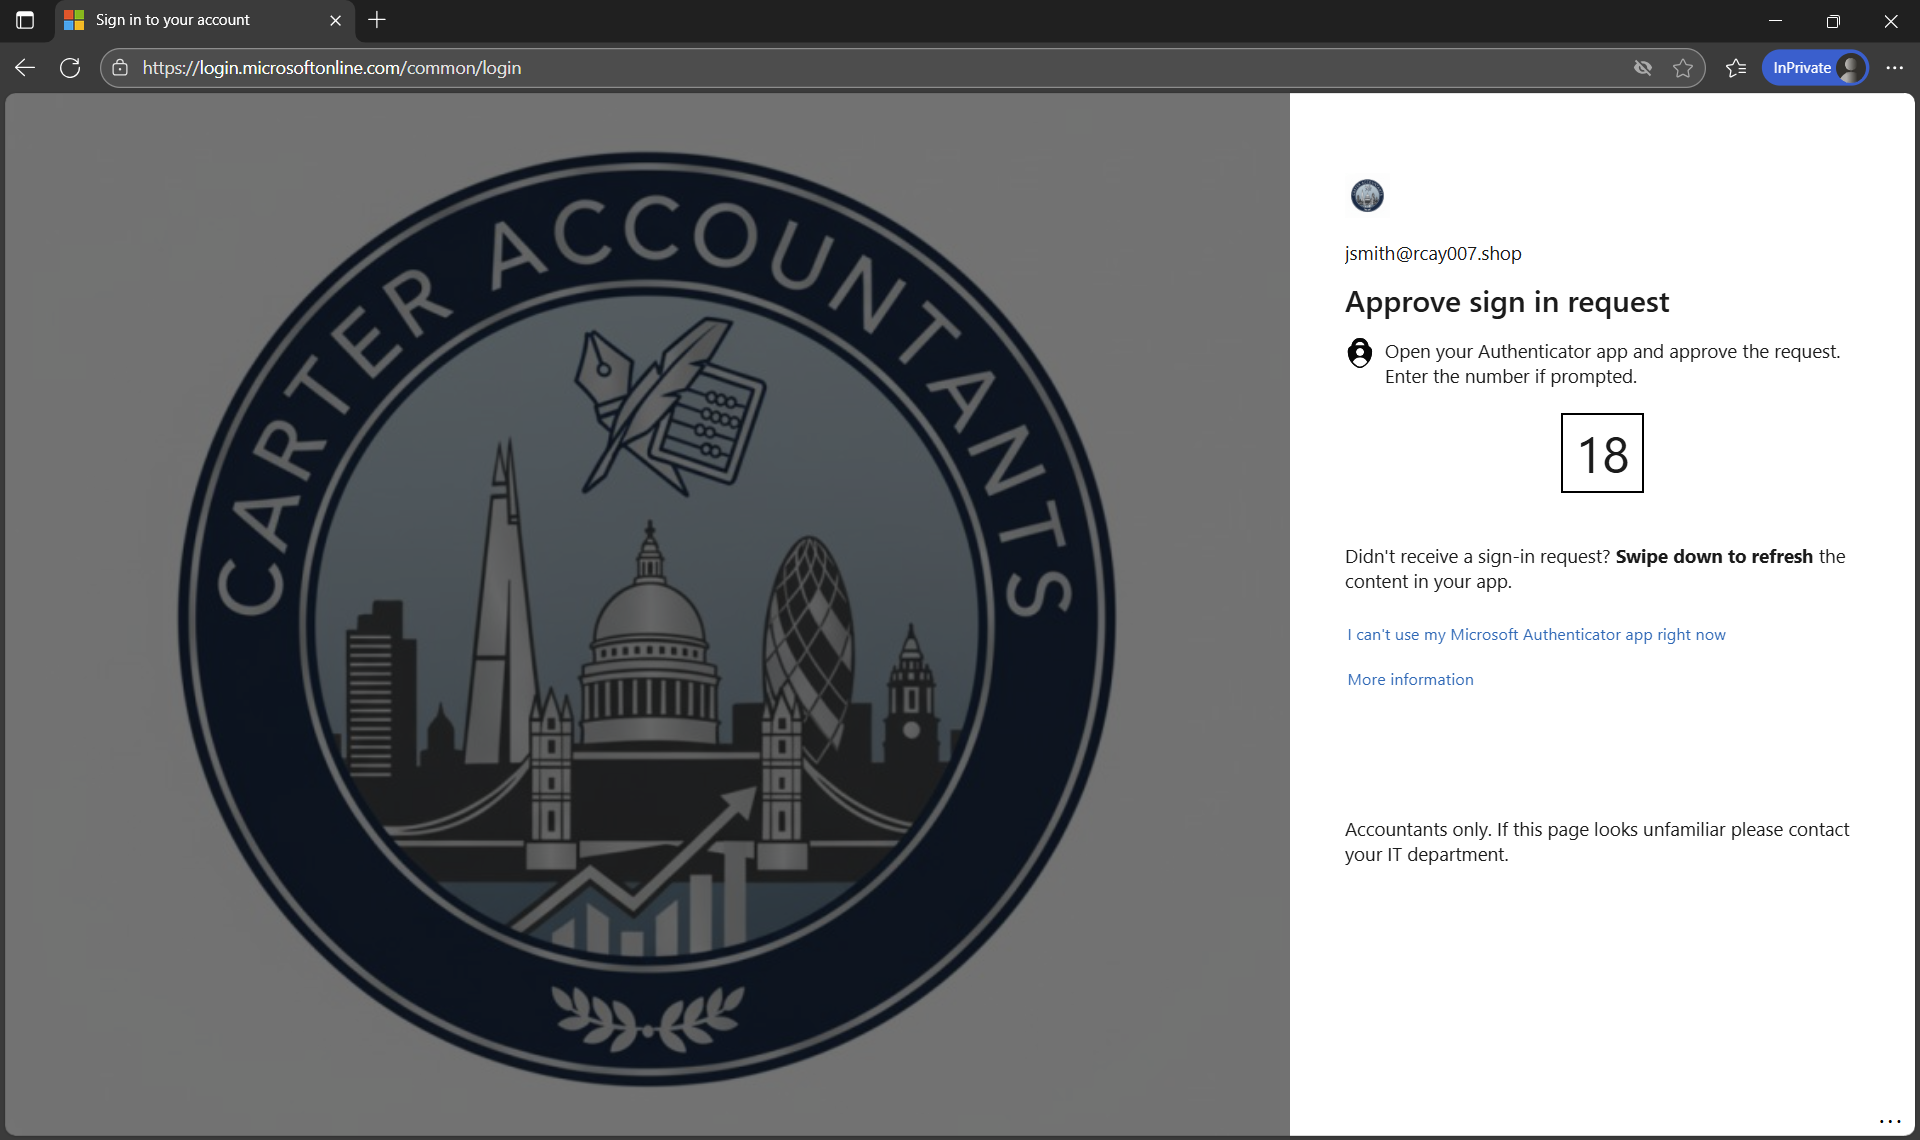 Sign in to your account
https://login.microsoftonline.com/common/login
InPrivate
CARTER ACCOUNTANTS
jsmith@rcay007.shop
Approve sign in request
Open your Authenticator app and approve the request.
Enter the number if prompted.
18
Didn't receive a sign-in request? Swipe down to refresh the
content in your app.
I can't use my Microsoft Authenticator app right now
More information
Accountants only. If this page looks unfamiliar please contact
your IT department.